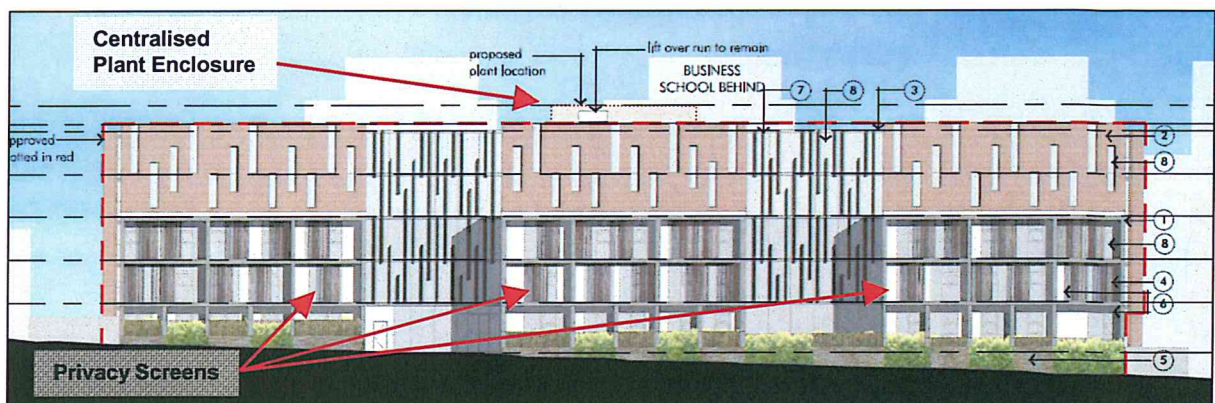 Centralised
Plant Enclosure
proposed
plant location
lift over run to remain
BUSINESS
SCHOOL BEHIND
7
8
3
pproved
otted in red
2
8
1
8
4
6
5
Privacy Screens